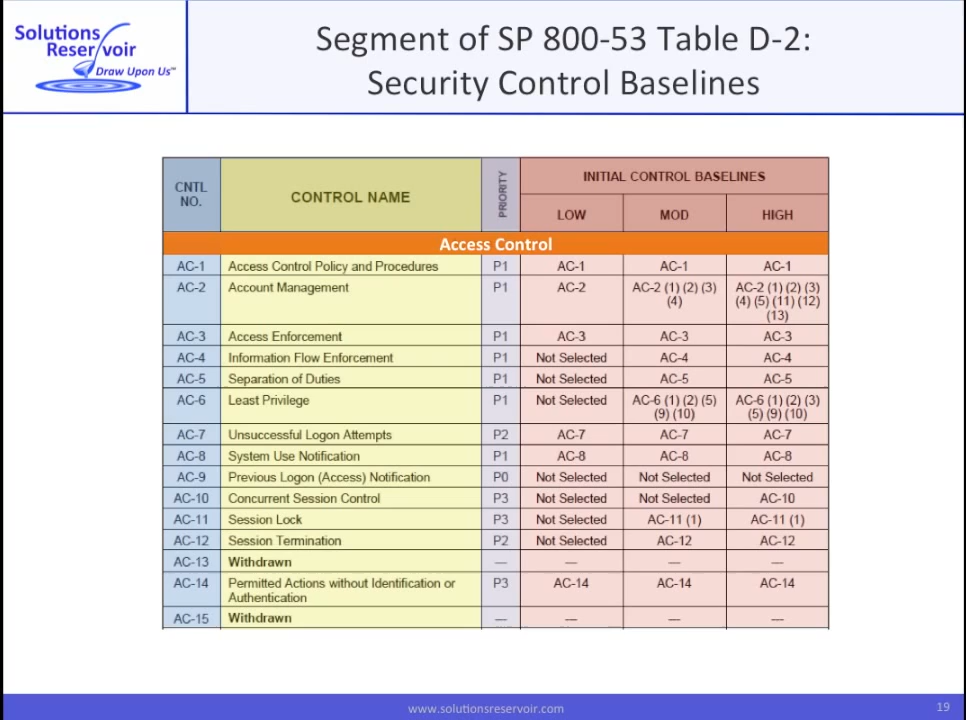 Solutions
Reservoir
Draw Upon Us™
Segment of SP 800-53 Table D-2:
Security Control Baselines
CNTL NO. CONTROL NAME PRIORITY INITIAL CONTROL BASELINES
LOW MOD HIGH
Access Control
AC-1 Access Control Policy and Procedures P1 AC-1 AC-1 AC-1
AC-2 Account Management P1 AC-2 AC-2 (1) (2) (3) AC-2 (1) (2) (3)
(4) (4) (5) (11) (12)
(13)
AC-3 Access Enforcement P1 AC-3 AC-3 AC-3
AC-4 Information Flow Enforcement P1 Not Selected AC-4 AC-4
AC-5 Separation of Duties P1 Not Selected AC-5 AC-5
AC-6 Least Privilege P1 Not Selected AC-6 (1) (2) (5) AC-6 (1) (2) (3)
(9) (10) (5) (9) (10)
AC-7 Unsuccessful Logon Attempts P2 AC-7 AC-7 AC-7
AC-8 System Use Notification P1 AC-8 AC-8 AC-8
AC-9 Previous Logon (Access) Notification P0 Not Selected Not Selected Not Selected
AC-10 Concurrent Session Control P3 Not Selected Not Selected AC-10
AC-11 Session Lock P3 Not Selected AC-11 (1) AC-11 (1)
AC-12 Session Termination P2 Not Selected AC-12 AC-12
AC-13 Withdrawn — — — —
AC-14 Permitted Actions without Identification or P3 AC-14 AC-14 AC-14
Authentication
AC-15 Withdrawn — — — —
www.solutionsreservoir.com
19